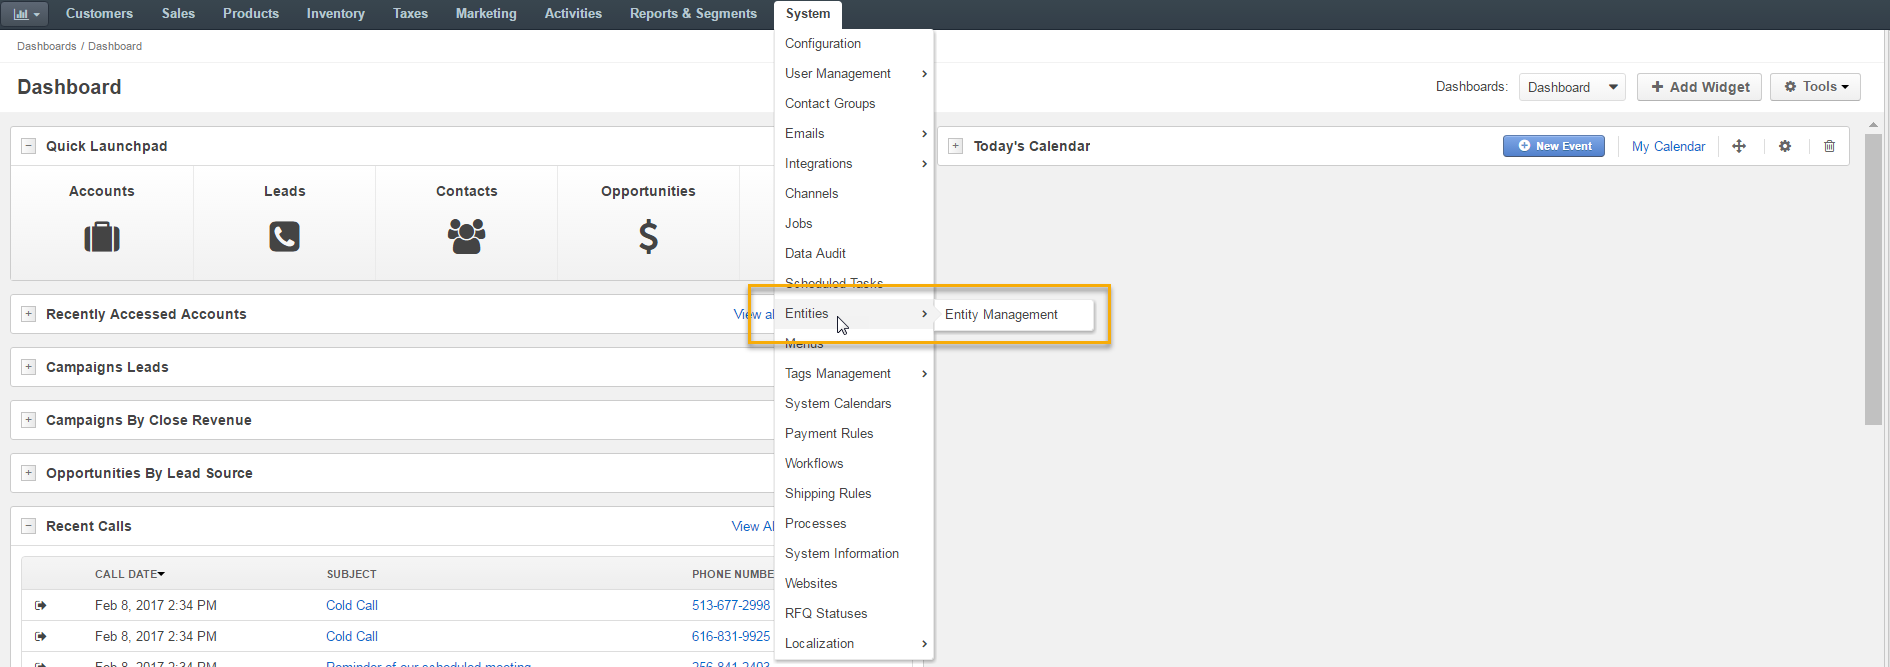 Customers Sales Products Inventory Taxes Marketing Activities Reports & Segments System
Dashboards / Dashboard
Dashboard
Dashboards: Dashboard + Add Widget Tools
Quick Launchpad
Accounts Leads Contacts Opportunities
Recently Accessed Accounts View al
Campaigns Leads
Campaigns By Close Revenue
Opportunities By Lead Source
Recent Calls View Al
CALL DATE SUBJECT PHONE NUMBE
Feb 8, 2017 2:34 PM Cold Call 513-677-2998
Feb 8, 2017 2:34 PM Cold Call 616-831-9925
Feb 8, 2017 2:34 PM Reminder of our scheduled meeting 256-841-2493
Configuration
User Management
Contact Groups
Emails
Integrations
Channels
Jobs
Data Audit
Scheduled Tasks
Entities
Entity Management
Menus
Tags Management
System Calendars
Payment Rules
Workflows
Shipping Rules
Processes
System Information
Websites
RFQ Statuses
Localization
Today's Calendar New Event My Calendar